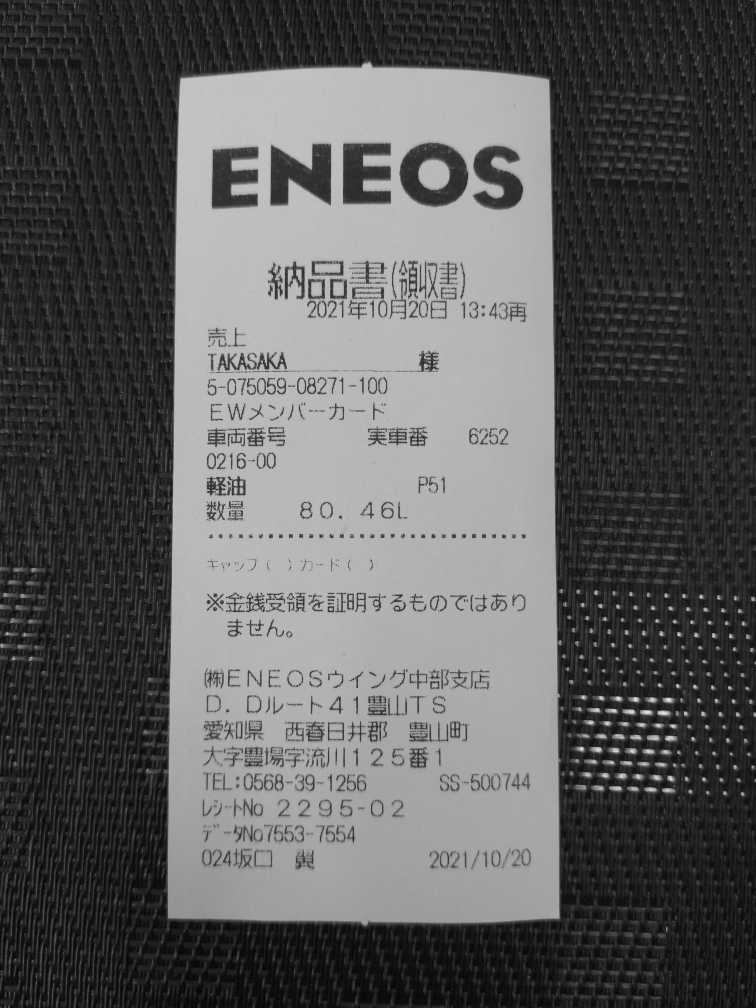 ENEOS
納品書(領収書)
2021年10月20日 13:43再
売上
TAKASAKA 様
5-075059-08271-100
EWメンバーカード
車両番号 実車番 6252
0216-00
軽油 P51
数量 80.46L
キャップ( )カード( )
※金銭受領を証明するものではあり
ません。
㈱ENEOSウイング中部支店
D.Dルート41豊山TS
愛知県 西春日井郡 豊山町
大字豊場字流川125番1
TEL:0568-39-1256 SS-500744
レシートNo 2295-02
データNo7553-7554
024坂口 翼 2021/10/20